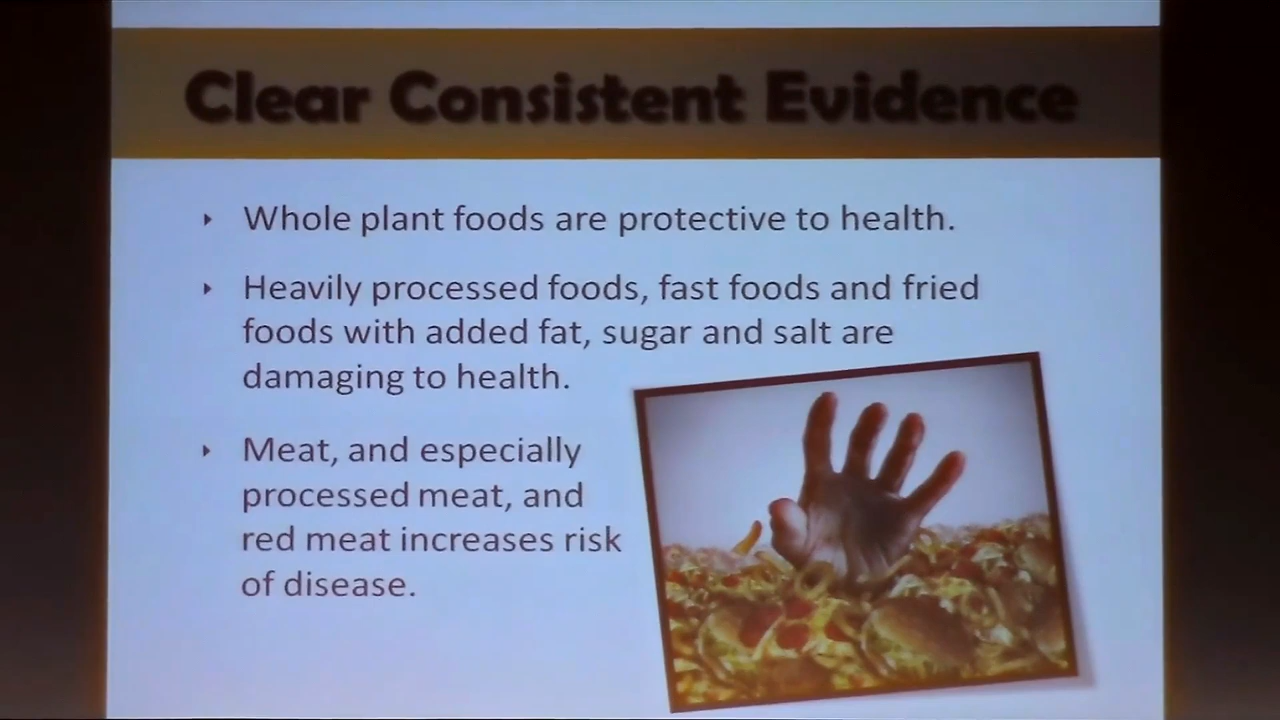 Clear Consistent Evidence
Whole plant foods are protective to health.
Heavily processed foods, fast foods and fried
foods with added fat, sugar and salt are
damaging to health.
Meat, and especially
processed meat, and
red meat increases risk
of disease.